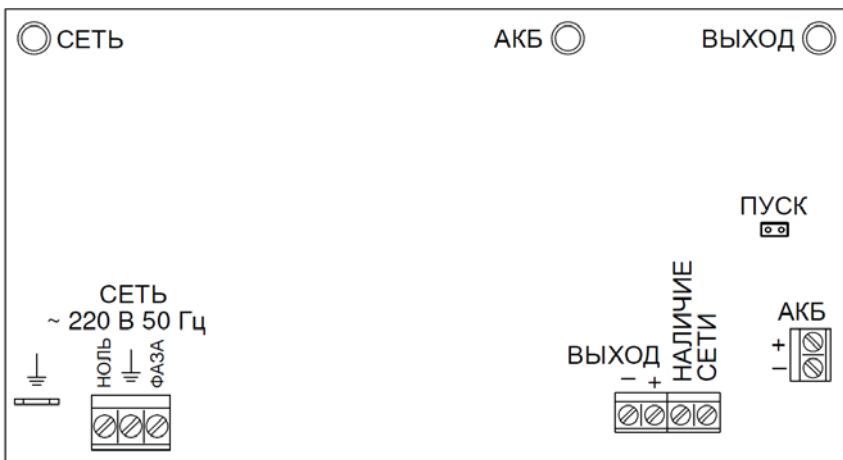 СЕТЬ
АКБ
ВЫХОД
ПУСК
СЕТЬ
~ 220 В 50 Гц
НОЛЬ
ФАЗА
ВЫХОД
– +
НАЛИЧИЕ
СЕТИ
АКБ
+
–